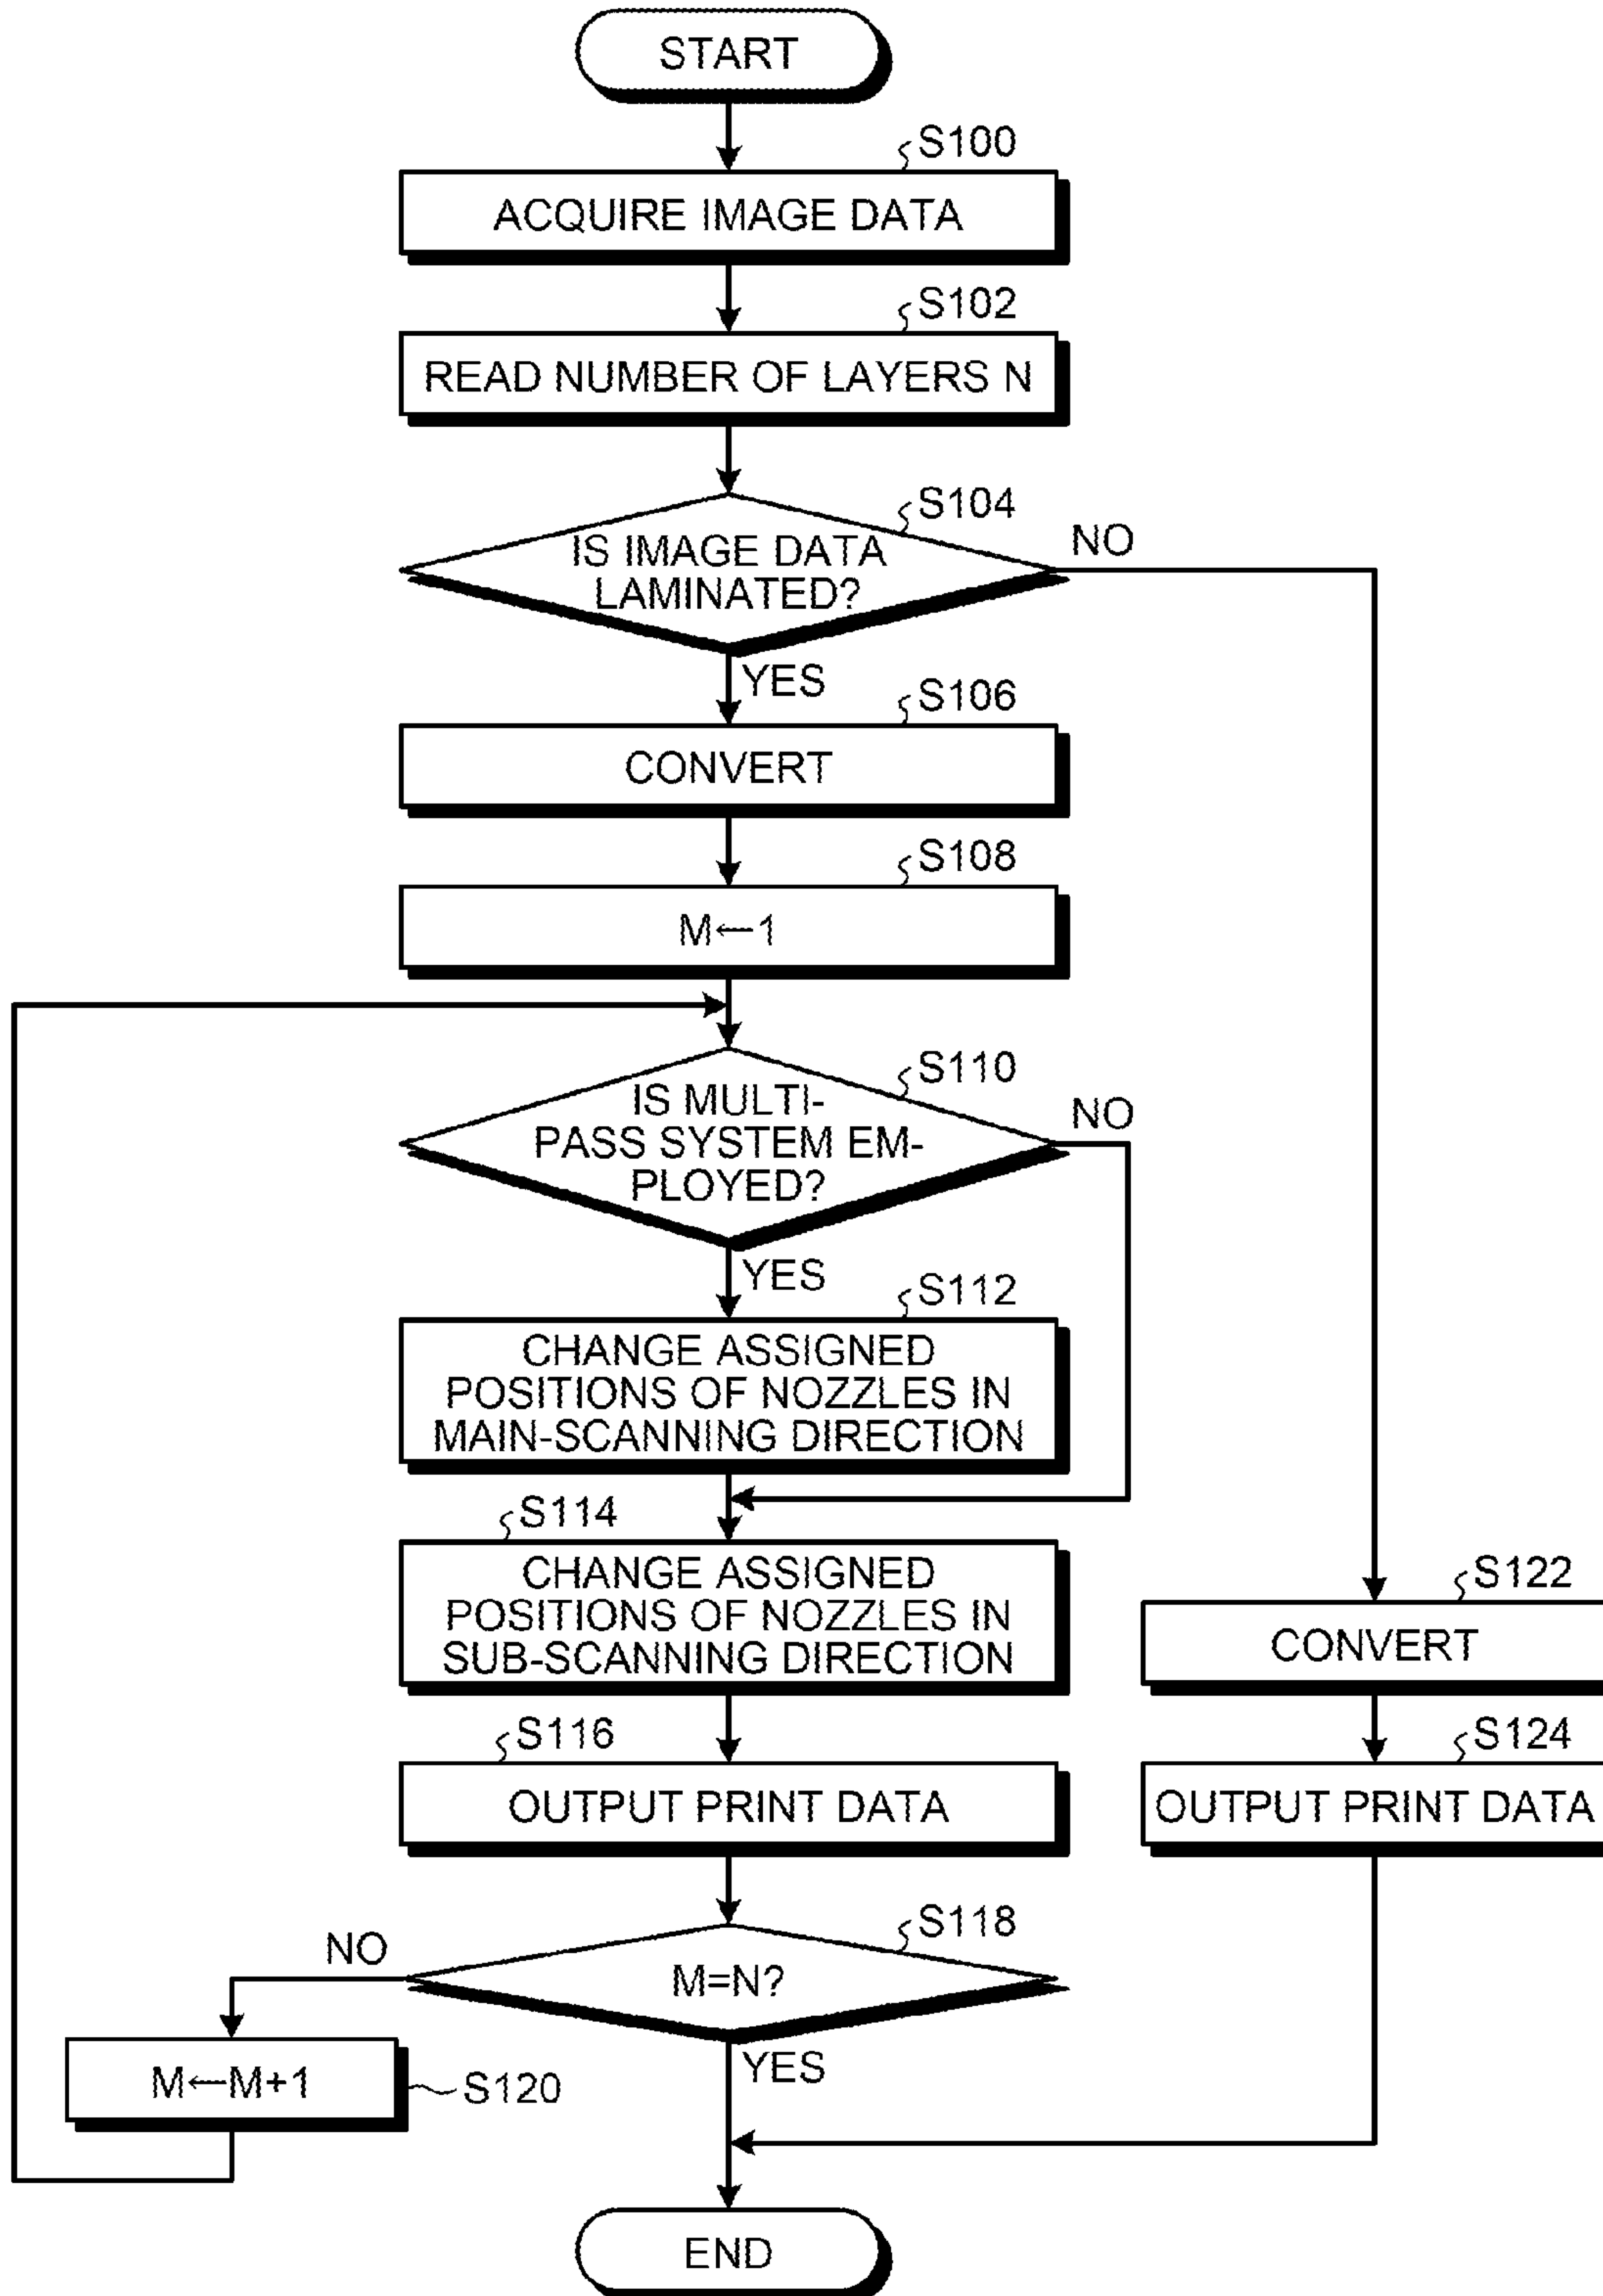 START
S100
ACQUIRE IMAGE DATA
S102
READ NUMBER OF LAYERS N
S104
IS IMAGE DATA
LAMINATED?
NO
YES
S106
CONVERT
S108
M←1
S110
IS MULTI-
PASS SYSTEM EM-
PLOYED?
NO
YES
S112
CHANGE ASSIGNED
POSITIONS OF NOZZLES IN
MAIN-SCANNING DIRECTION
S114
CHANGE ASSIGNED
POSITIONS OF NOZZLES IN
SUB-SCANNING DIRECTION
S122
CONVERT
S116
OUTPUT PRINT DATA
S124
OUTPUT PRINT DATA
S118
M=N?
NO
YES
M←M+1
S120
END